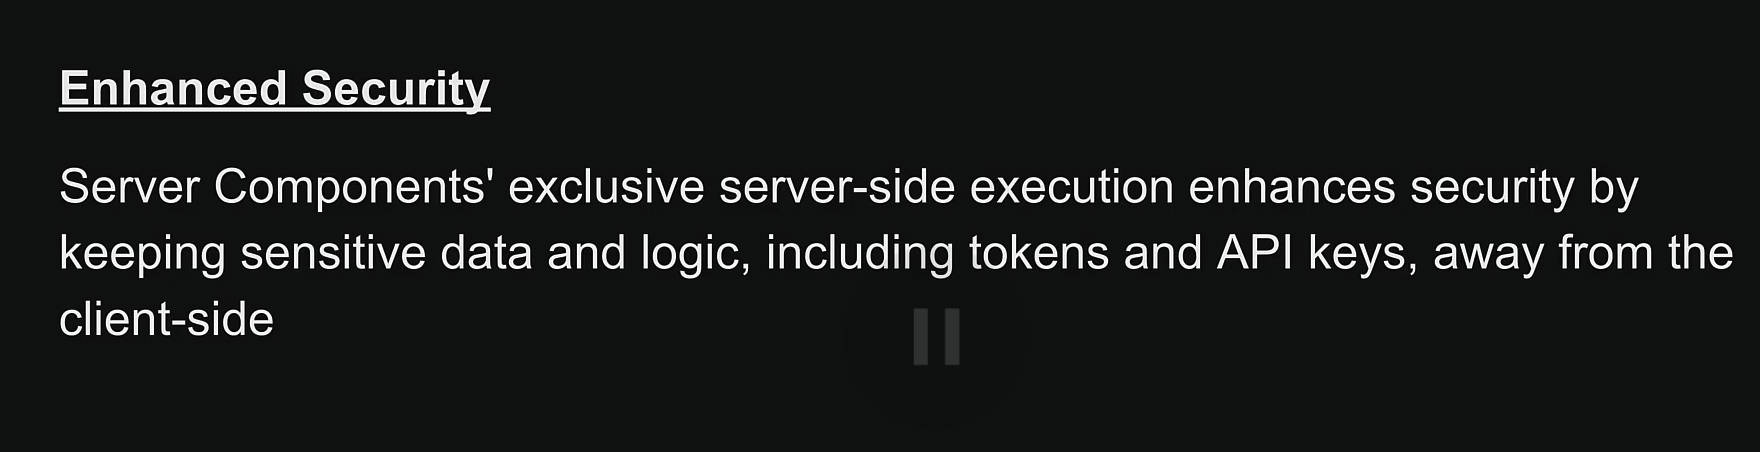 Enhanced Security
Server Components' exclusive server-side execution enhances security by
keeping sensitive data and logic, including tokens and API keys, away from the
client-side